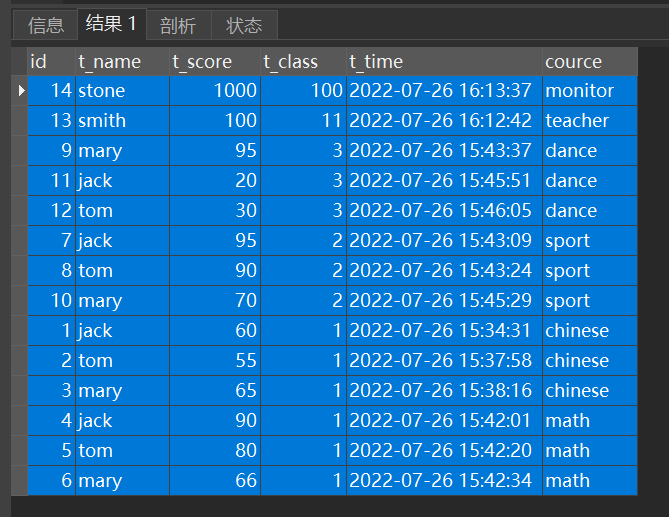 信息 结果 1 剖析 状态
id t_name t_score t_class t_time cource
14 stone 1000 100 2022-07-26 16:13:37 monitor
13 smith 100 11 2022-07-26 16:12:42 teacher
9 mary 95 3 2022-07-26 15:43:37 dance
11 jack 20 3 2022-07-26 15:45:51 dance
12 tom 30 3 2022-07-26 15:46:05 dance
7 jack 95 2 2022-07-26 15:43:09 sport
8 tom 90 2 2022-07-26 15:43:24 sport
10 mary 70 2 2022-07-26 15:45:29 sport
1 jack 60 1 2022-07-26 15:34:31 chinese
2 tom 55 1 2022-07-26 15:37:58 chinese
3 mary 65 1 2022-07-26 15:38:16 chinese
4 jack 90 1 2022-07-26 15:42:01 math
5 tom 80 1 2022-07-26 15:42:20 math
6 mary 66 1 2022-07-26 15:42:34 math